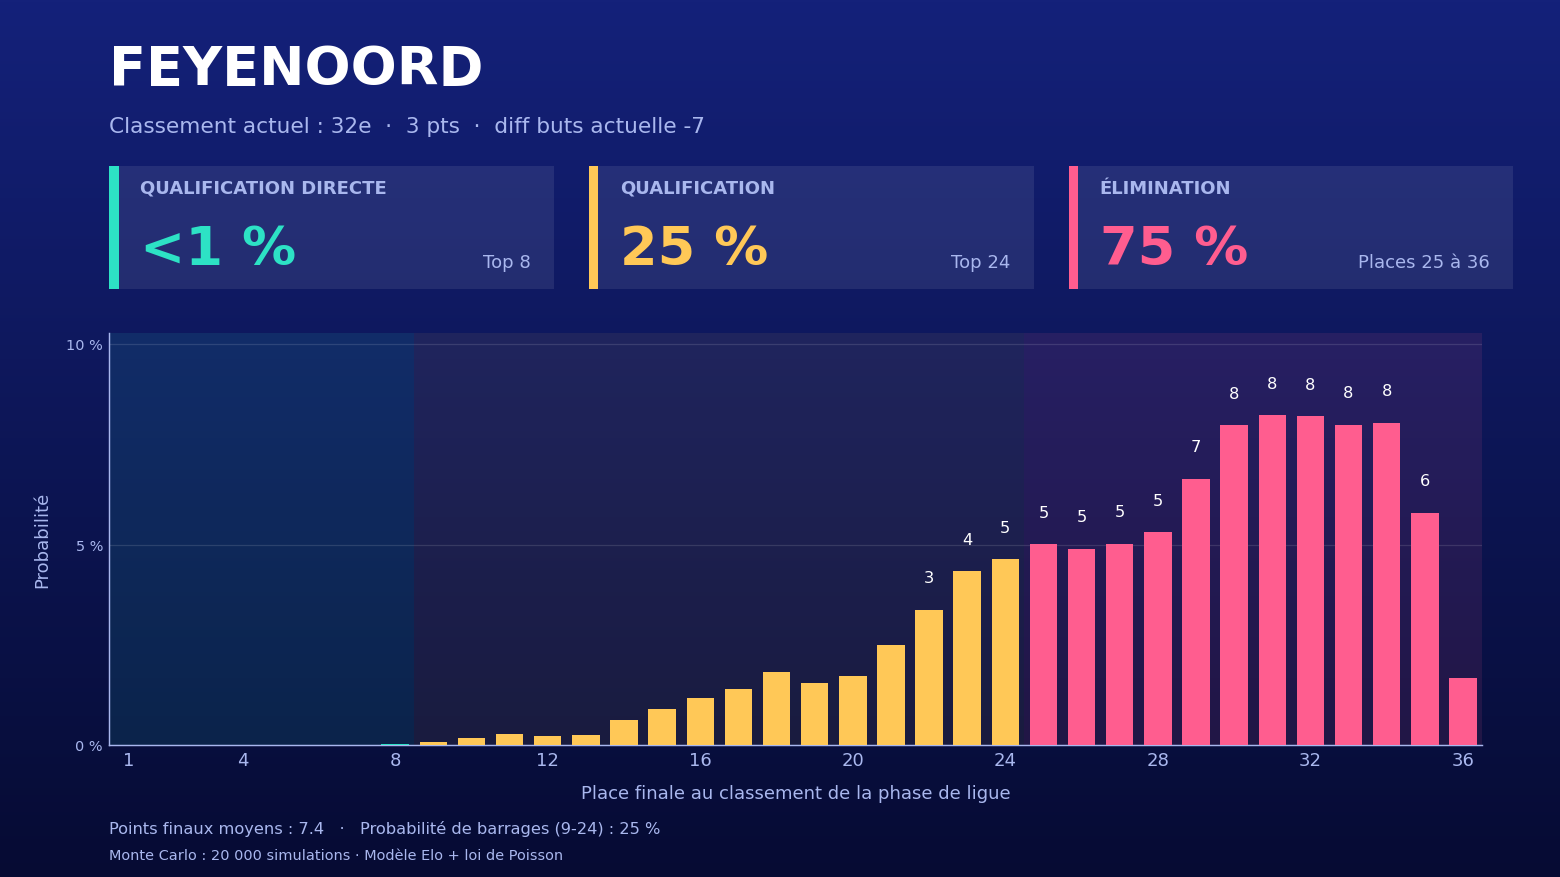 FEYENOORD
Classement actuel : 32e · 3 pts · diff buts actuelle -7
QUALIFICATION DIRECTE
<1 %
Top 8
QUALIFICATION
25 %
Top 24
ÉLIMINATION
75 %
Places 25 à 36
10 %
5 %
0 %
Probabilité
3
4
5
5
5
5
5
7
8
8
8
8
8
6
1 4 8 12 16 20 24 28 32 36
Place finale au classement de la phase de ligue
Points finaux moyens : 7.4 · Probabilité de barrages (9-24) : 25 %
Monte Carlo : 20 000 simulations · Modèle Elo + loi de Poisson